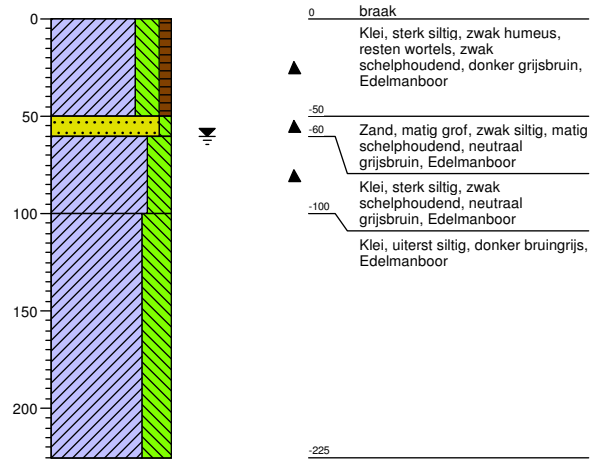 0
50
100
150
200
0
braak
Klei, sterk siltig, zwak humeus,
resten wortels, zwak
schelphoudend, donker grijsbruin,
Edelmanboor
-50
Zand, matig grof, zwak siltig, matig
schelphoudend, neutraal
grijsbruin, Edelmanboor
-60
Klei, sterk siltig, zwak
schelphoudend, neutraal
grijsbruin, Edelmanboor
-100
Klei, uiterst siltig, donker bruingrijs,
Edelmanboor
-225